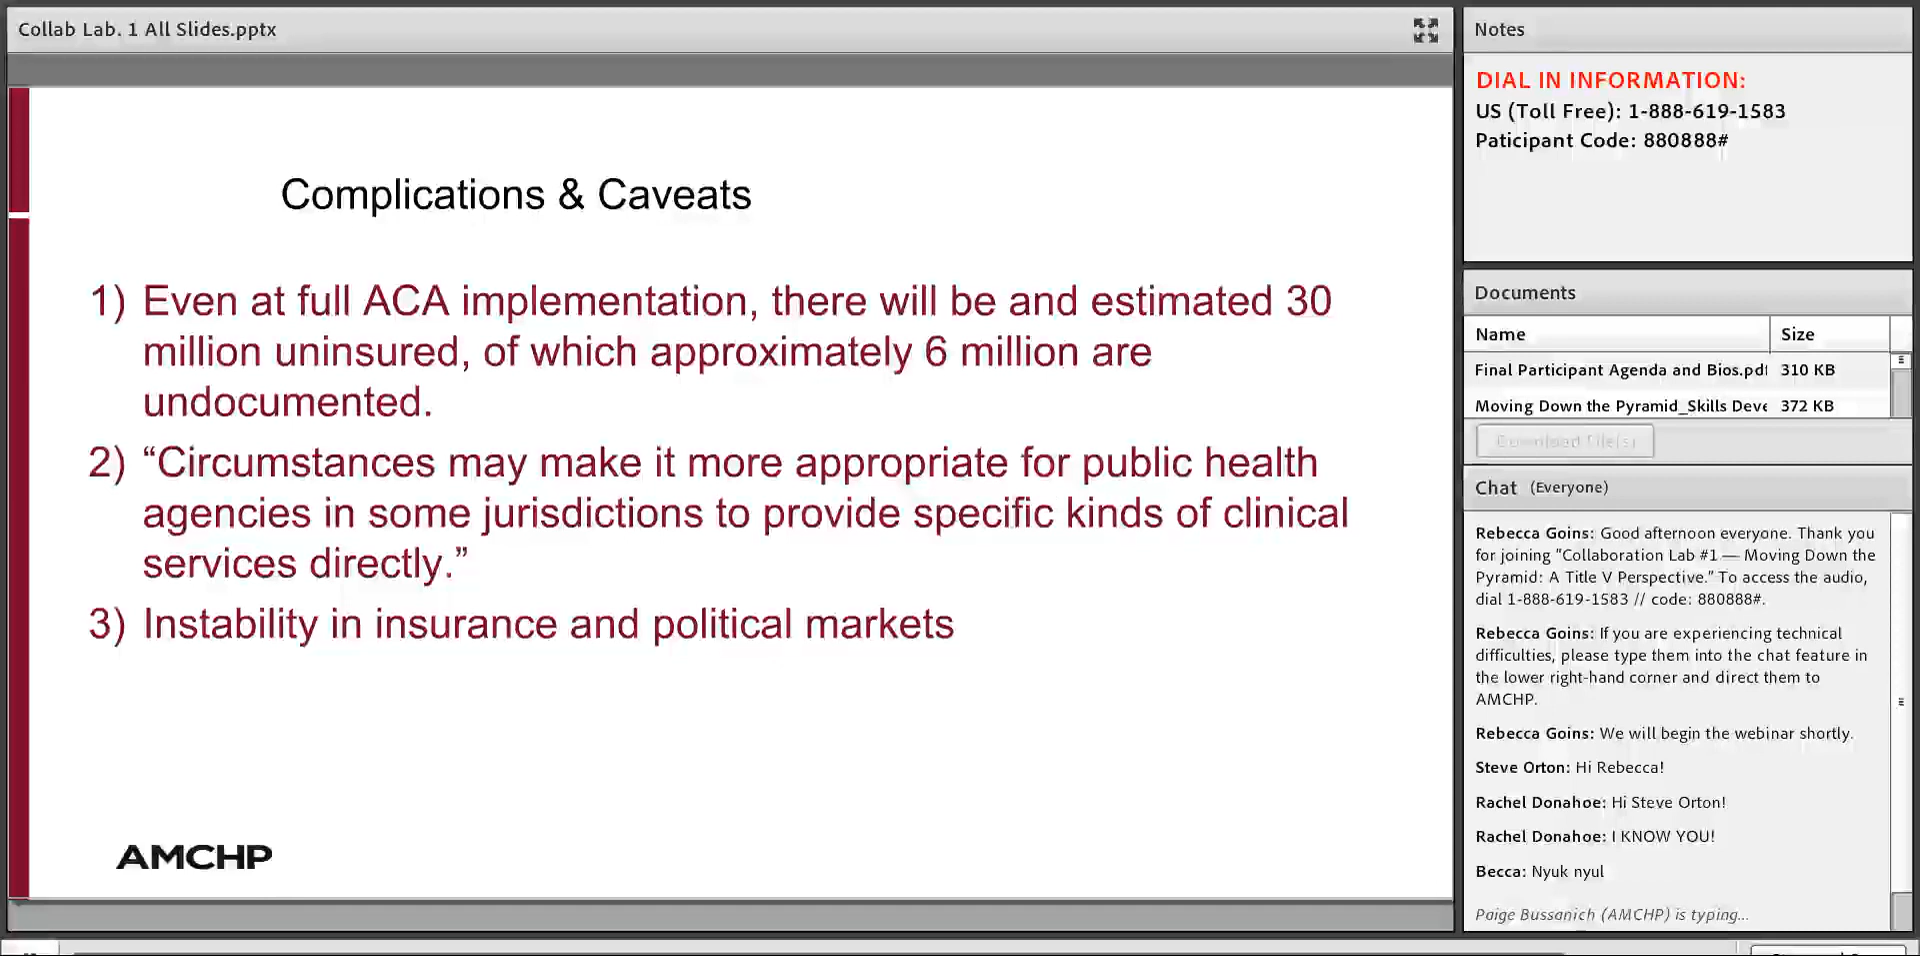 Collab Lab. 1 All Slides.pptx
Complications & Caveats
1) Even at full ACA implementation, there will be and estimated 30
million uninsured, of which approximately 6 million are
undocumented.
2) “Circumstances may make it more appropriate for public health
agencies in some jurisdictions to provide specific kinds of clinical
services directly.”
3) Instability in insurance and political markets
AMCHP
Notes
DIAL IN INFORMATION:
US (Toll Free): 1-888-619-1583
Paticipant Code: 880888#
Documents
Name Size
Final Participant Agenda and Bios.pdf 310 KB
Moving Down the Pyramid_Skills Deve 372 KB
Download File(s)
Chat (Everyone)
Rebecca Goins: Good afternoon everyone. Thank you
for joining "Collaboration Lab #1 — Moving Down the
Pyramid: A Title V Perspective." To access the audio,
dial 1-888-619-1583 // code: 880888#.
Rebecca Goins: If you are experiencing technical
difficulties, please type them into the chat feature in
the lower right-hand corner and direct them to
AMCHP.
Rebecca Goins: We will begin the webinar shortly.
Steve Orton: Hi Rebecca!
Rachel Donahoe: Hi Steve Orton!
Rachel Donahoe: I KNOW YOU!
Becca: Nyuk nyul
Paige Bussanich (AMCHP) is typing...